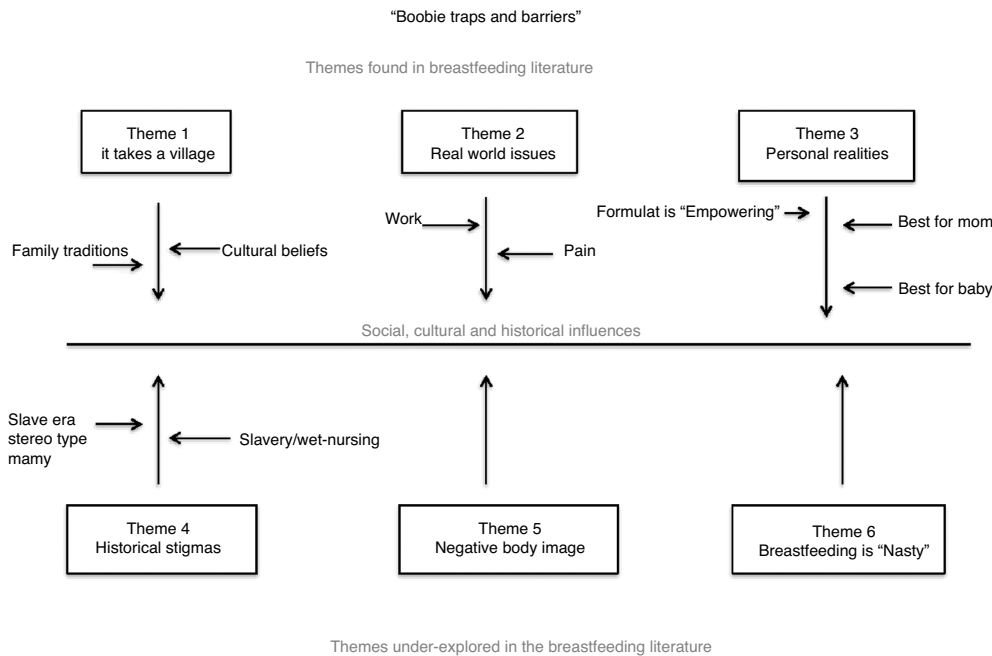 “Boobie traps and barriers”
Themes found in breastfeeding literature
Theme 1
it takes a village
Theme 2
Real world issues
Theme 3
Personal realities
Family traditions
Cultural beliefs
Work
Pain
Formulat is “Empowering”
Best for mom
Best for baby
Social, cultural and historical influences
Slave era
stereo type
mamy
Slavery/wet-nursing
Theme 4
Historical stigmas
Theme 5
Negative body image
Theme 6
Breastfeeding is “Nasty”
Themes under-explored in the breastfeeding literature